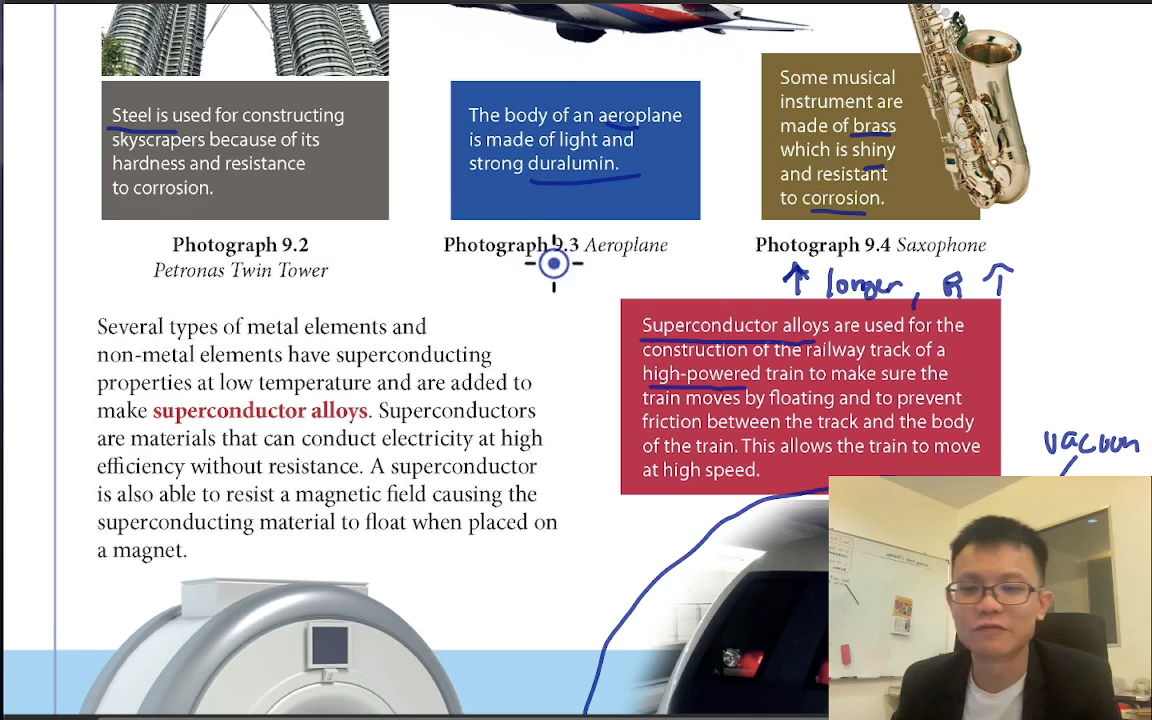 Steel is used for constructing
skyscrapers because of its
hardness and resistance
to corrosion.
Photograph 9.2
Petronas Twin Tower
The body of an aeroplane
is made of light and
strong duralumin.
Photograph 9.3 Aeroplane
Some musical
instrument are
made of brass
which is shiny
and resistant
to corrosion.
Photograph 9.4 Saxophone
↑ longer, R ↑
Several types of metal elements and
non-metal elements have superconducting
properties at low temperature and are added to
make superconductor alloys. Superconductors
are materials that can conduct electricity at high
efficiency without resistance. A superconductor
is also able to resist a magnetic field causing the
superconducting material to float when placed on
a magnet.
Superconductor alloys are used for the
construction of the railway track of a
high-powered train to make sure the
train moves by floating and to prevent
friction between the track and the body
of the train. This allows the train to move
at high speed.
vacuum